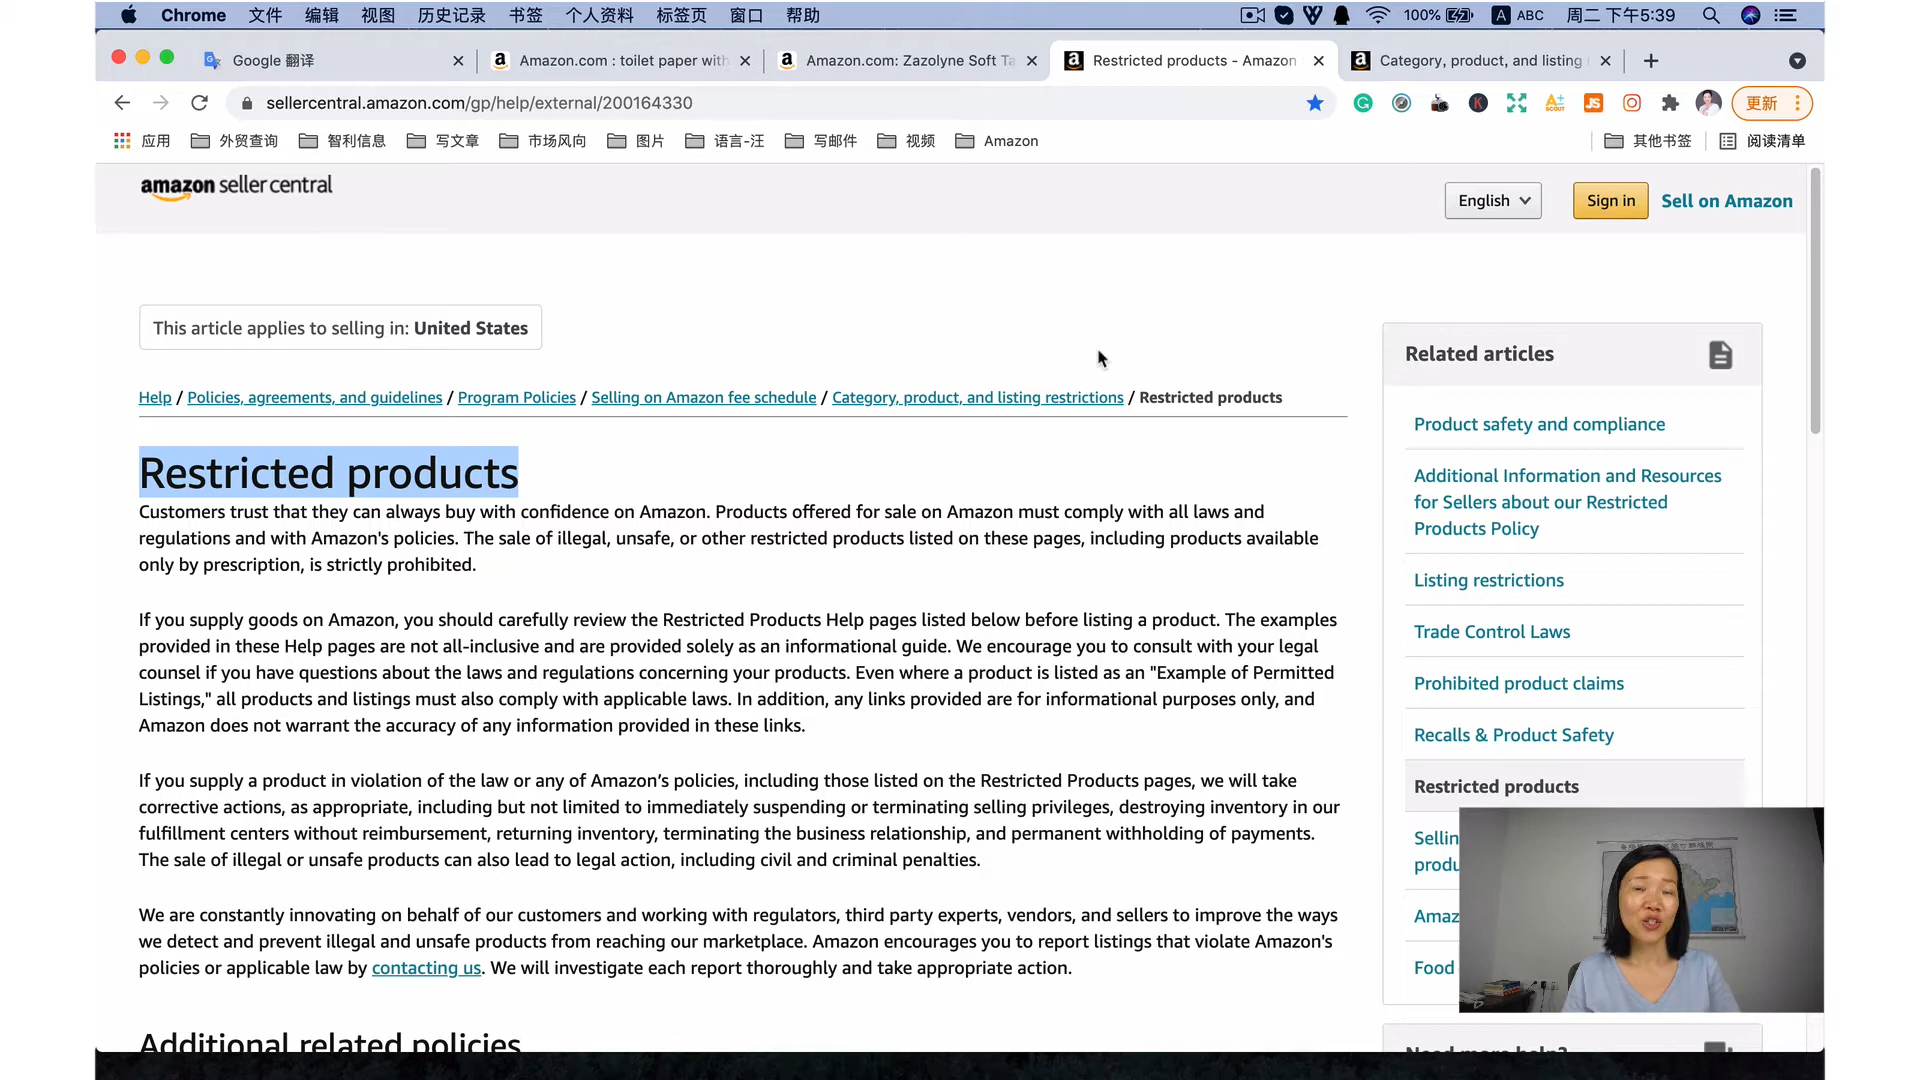 Chrome 文件 编辑 视图 历史记录 书签 个人资料 标签页 窗口 帮助 100% A ABC 周二 下午5:39
Google 翻译 Amazon.com : toilet paper with Amazon.com: Zazolyne Soft Ta Restricted products - Amazon Category, product, and listing
sellercentral.amazon.com/gp/help/external/200164330 更新
应用 外贸查询 智利信息 写文章 市场风向 图片 语言-汪 写邮件 视频 Amazon 其他书签 阅读清单
amazon seller central
English Sign in Sell on Amazon
This article applies to selling in: United States
Help / Policies, agreements, and guidelines / Program Policies / Selling on Amazon fee schedule / Category, product, and listing restrictions / Restricted products
Restricted products
Customers trust that they can always buy with confidence on Amazon. Products offered for sale on Amazon must comply with all laws and
regulations and with Amazon's policies. The sale of illegal, unsafe, or other restricted products listed on these pages, including products available
only by prescription, is strictly prohibited.
If you supply goods on Amazon, you should carefully review the Restricted Products Help pages listed below before listing a product. The examples
provided in these Help pages are not all-inclusive and are provided solely as an informational guide. We encourage you to consult with your legal
counsel if you have questions about the laws and regulations concerning your products. Even where a product is listed as an "Example of Permitted
Listings," all products and listings must also comply with applicable laws. In addition, any links provided are for informational purposes only, and
Amazon does not warrant the accuracy of any information provided in these links.
If you supply a product in violation of the law or any of Amazon’s policies, including those listed on the Restricted Products pages, we will take
corrective actions, as appropriate, including but not limited to immediately suspending or terminating selling privileges, destroying inventory in our
fulfillment centers without reimbursement, returning inventory, terminating the business relationship, and permanent withholding of payments.
The sale of illegal or unsafe products can also lead to legal action, including civil and criminal penalties.
We are constantly innovating on behalf of our customers and working with regulators, third party experts, vendors, and sellers to improve the ways
we detect and prevent illegal and unsafe products from reaching our marketplace. Amazon encourages you to report listings that violate Amazon's
policies or applicable law by contacting us. We will investigate each report thoroughly and take appropriate action.
Additional related policies
Related articles
Product safety and compliance
Additional Information and Resources
for Sellers about our Restricted
Products Policy
Listing restrictions
Trade Control Laws
Prohibited product claims
Recalls & Product Safety
Restricted products
Sellin
produ
Amaz
Food
Need more help?